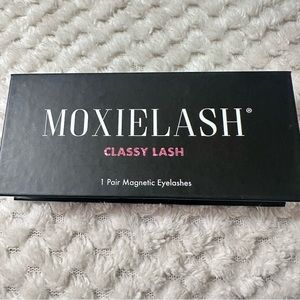 MOXIELASH®
CLASSY LASH
1 Pair Magnetic Eyelashes